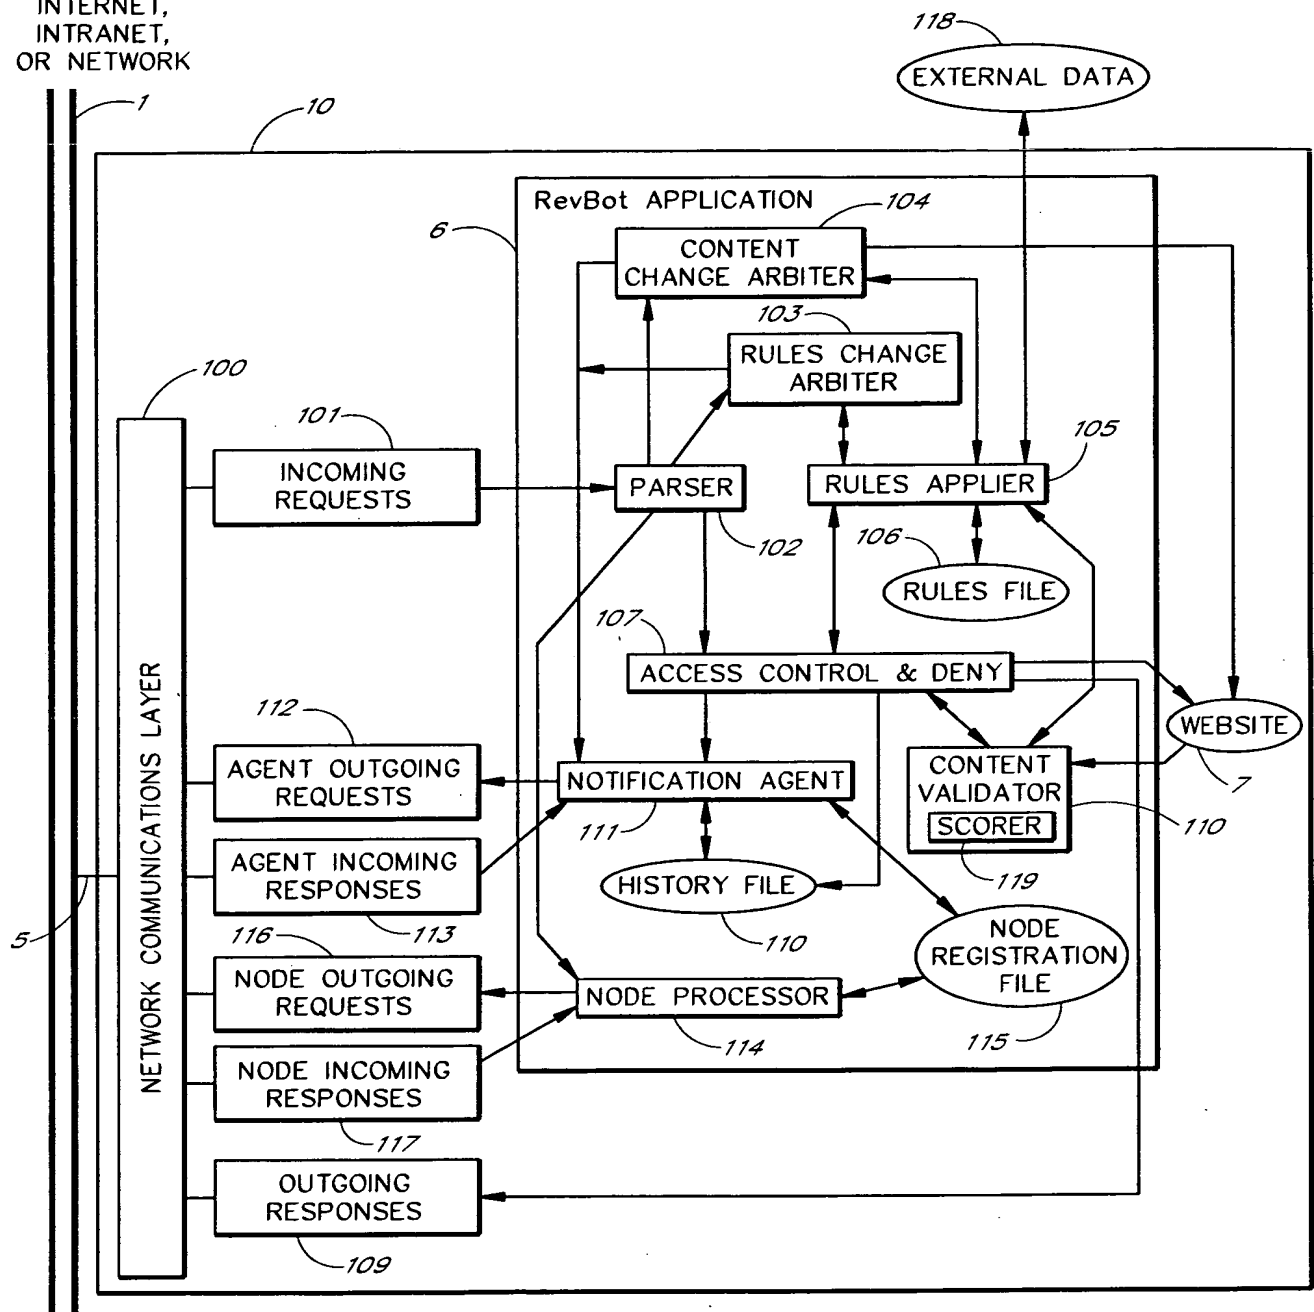 INTERNET,
INTRANET,
OR NETWORK
1
10
118
EXTERNAL DATA
RevBot APPLICATION
6
104
CONTENT
CHANGE ARBITER
103
RULES CHANGE
ARBITER
100
101
INCOMING
REQUESTS
PARSER
102
105
RULES APPLIER
106
RULES FILE
107
ACCESS CONTROL & DENY
NETWORK COMMUNICATIONS LAYER
112
AGENT OUTGOING
REQUESTS
NOTIFICATION AGENT
111
WEBSITE
7
CONTENT
VALIDATOR
SCORER
110
119
AGENT INCOMING
RESPONSES
113
HISTORY FILE
110
5
116
NODE OUTGOING
REQUESTS
NODE PROCESSOR
114
NODE
REGISTRATION
FILE
115
NODE INCOMING
RESPONSES
117
OUTGOING
RESPONSES
109